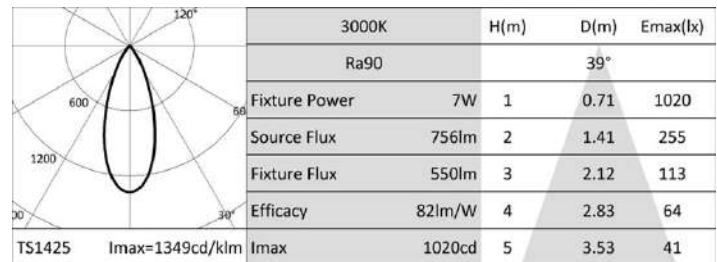 120°
600
60
1200
30°
TS1425 Imax=1349cd/klm
3000K H(m) D(m) Emax(lx)
Ra90 39°
Fixture Power 7W 1 0.71 1020
Source Flux 756lm 2 1.41 255
Fixture Flux 550lm 3 2.12 113
Efficacy 82lm/W 4 2.83 64
Imax 1020cd 5 3.53 41